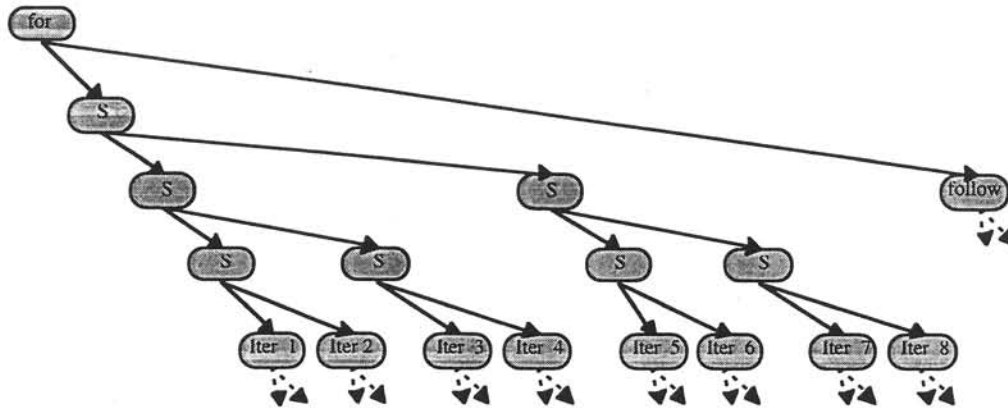 for
S
S S follow
S S S S
Iter 1 Iter 2 Iter 3 Iter 4 Iter 5 Iter 6 Iter 7 Iter 8